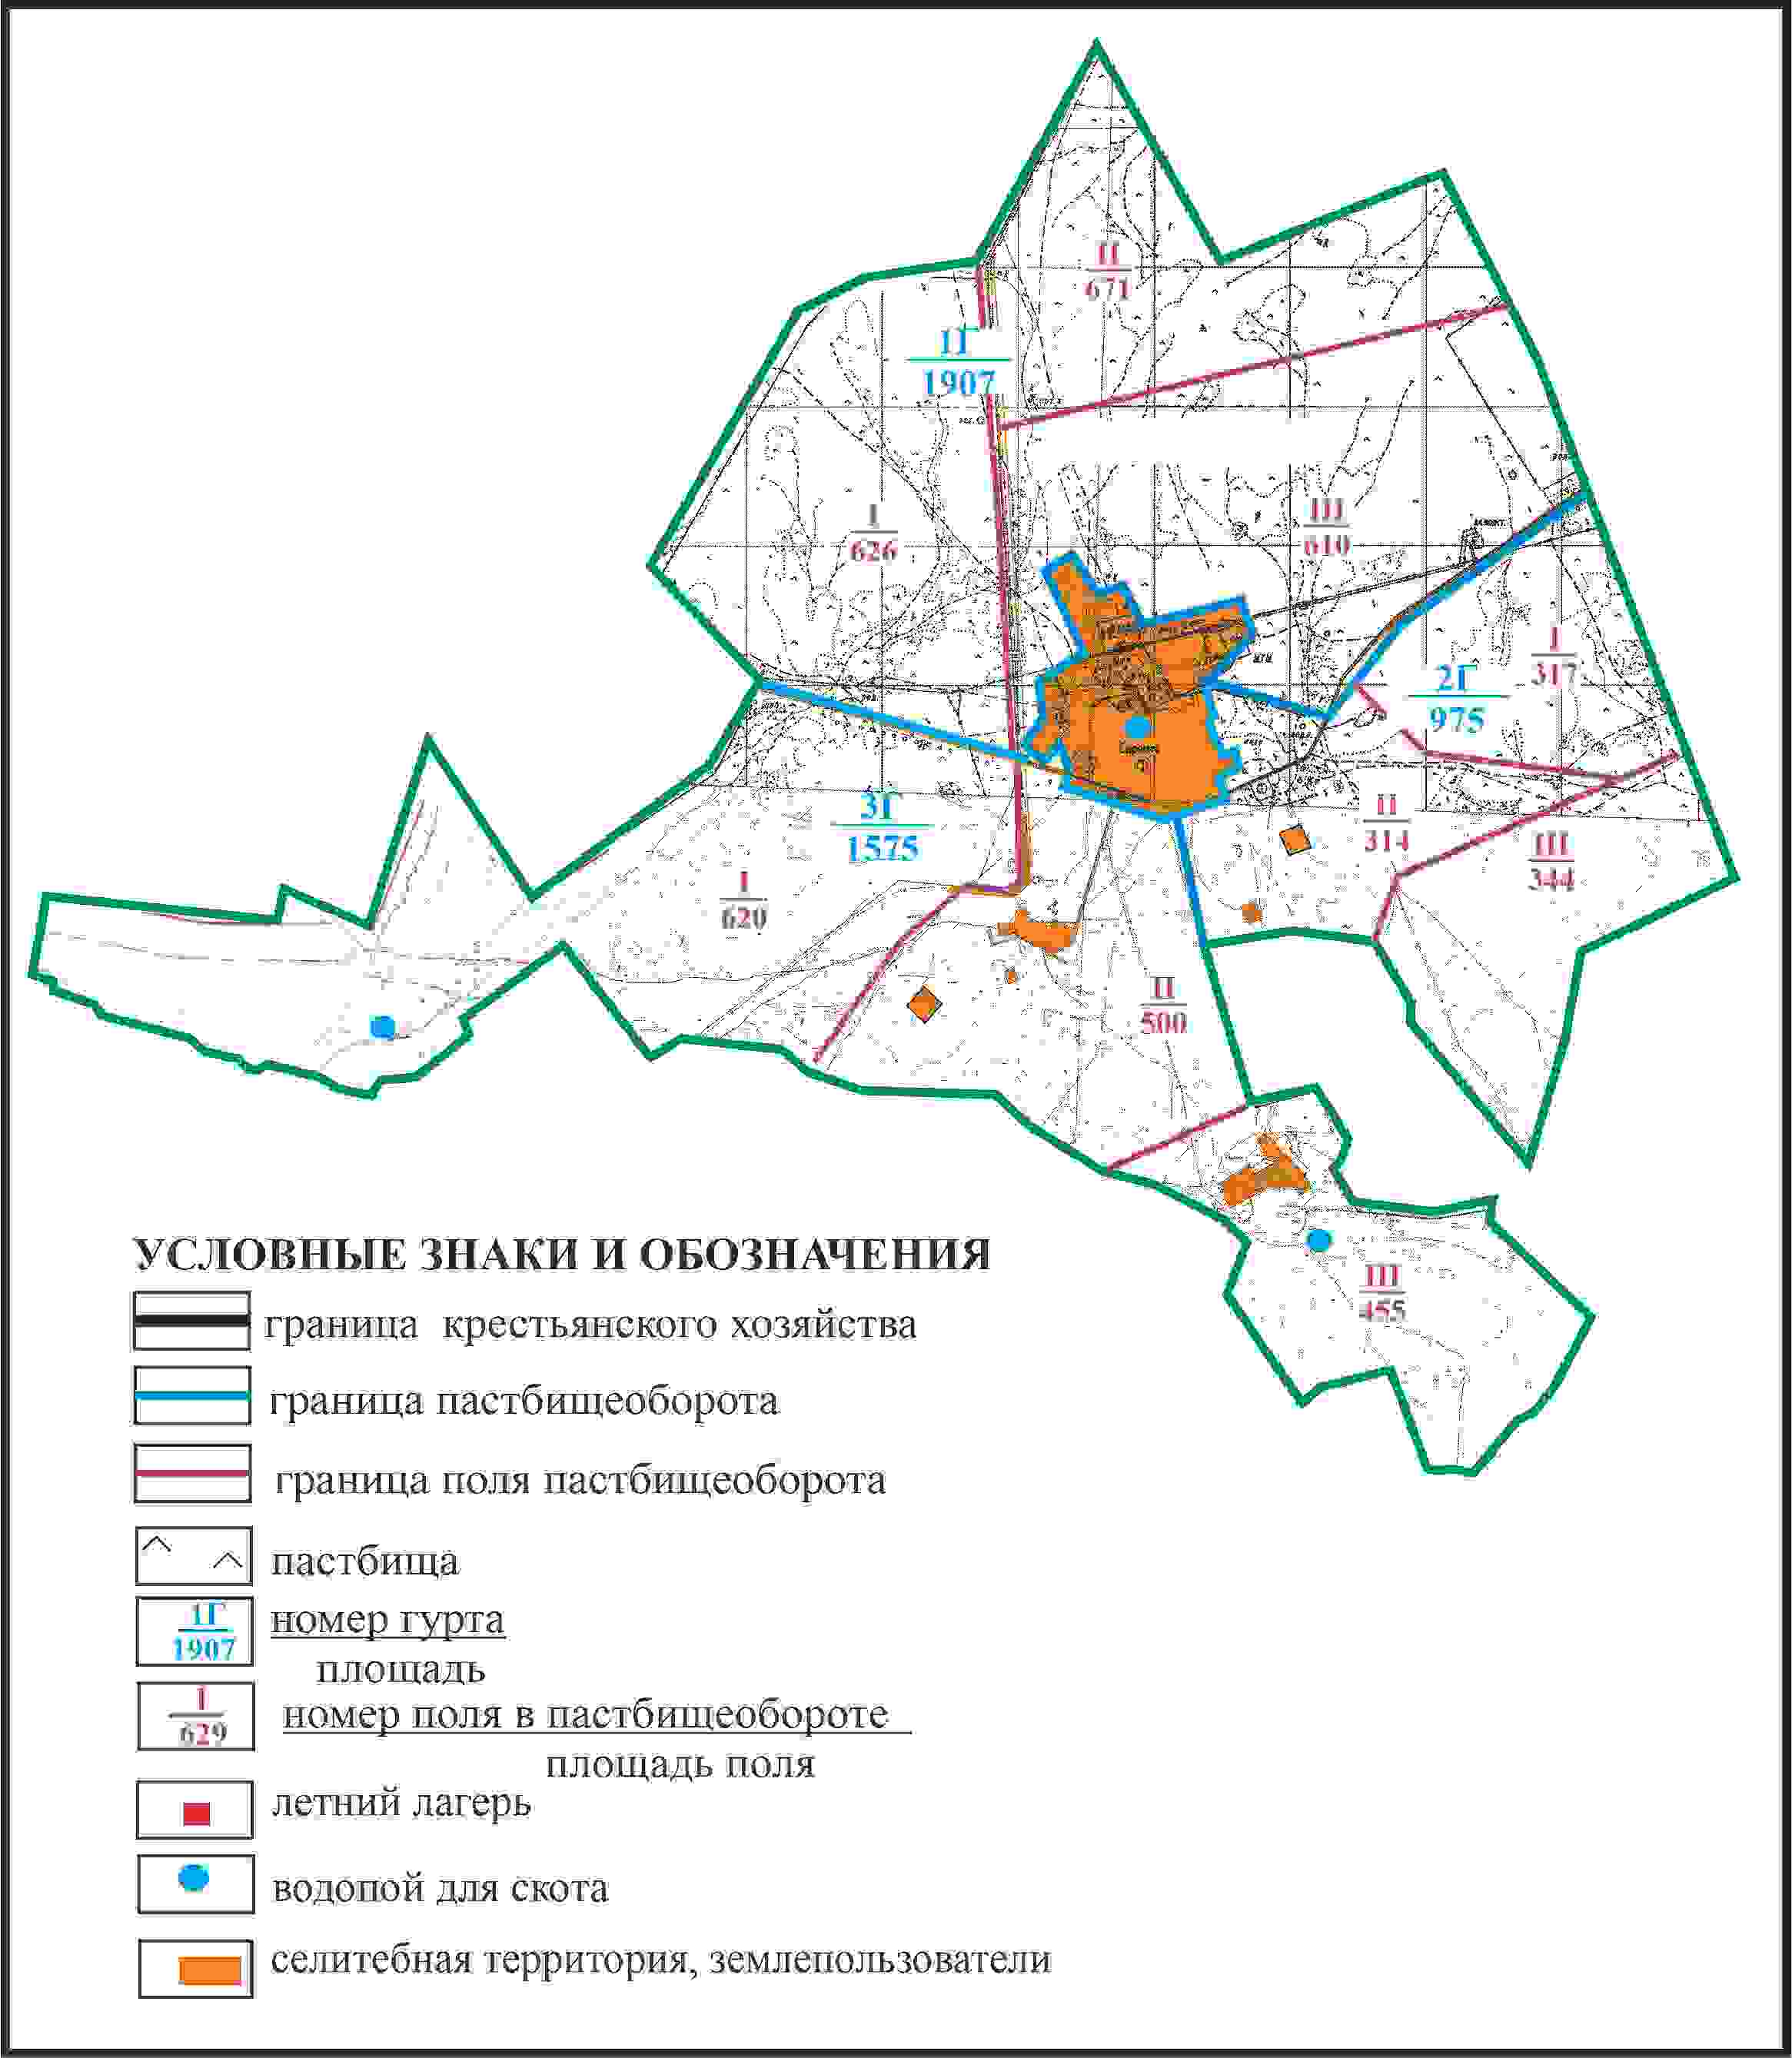 II
671
1Г
1907
I
626
III
610
I
317
2Г
975
3Г
1575
II
314
III
344
I
620
II
500
III
455
УСЛОВНЫЕ ЗНАКИ И ОБОЗНАЧЕНИЯ
граница крестьянского хозяйства
граница пастбищеоборота
граница поля пастбищеоборота
пастбища
1Г
1907
номер гурта
площадь
I
629
номер поля в пастбищеобороте
площадь поля
летний лагерь
водопой для скота
селитебная территория, землепользователи